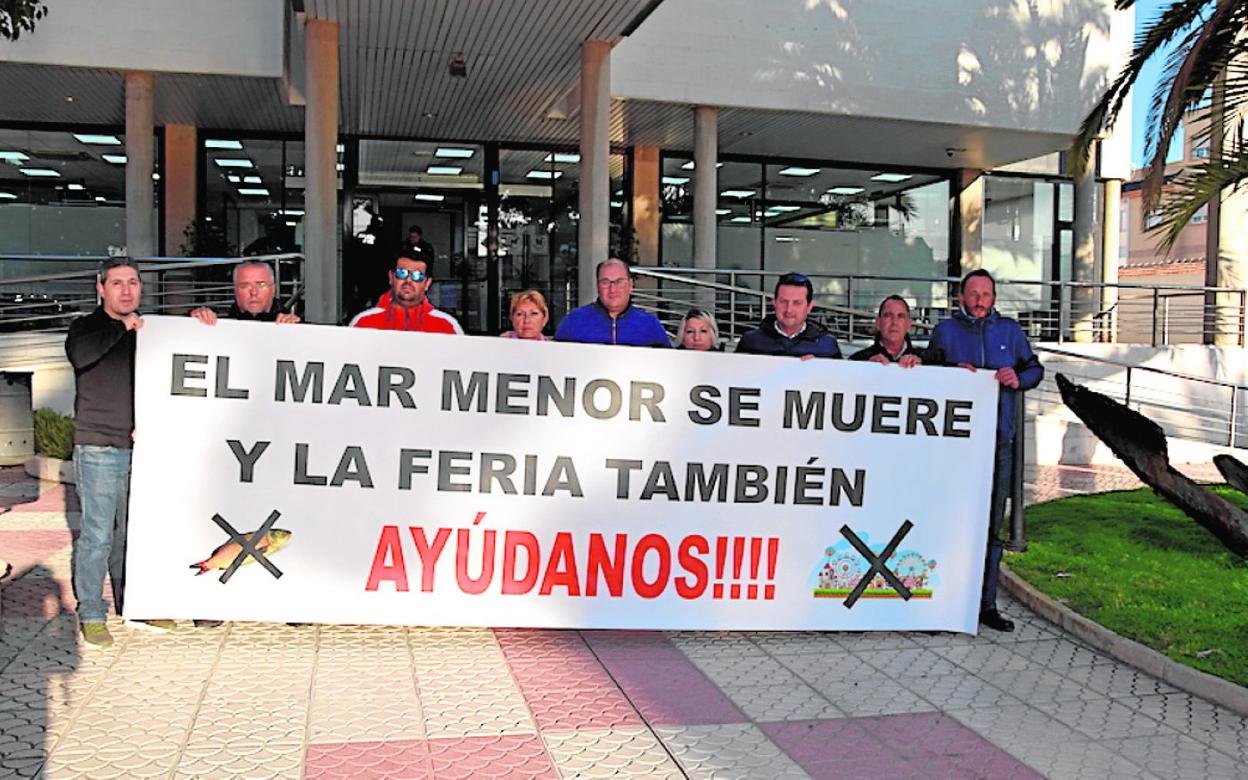 EL MAR MENOR SE MUERE
Y LA FERIA TAMBIÉN
AYÚDANOS!!!!